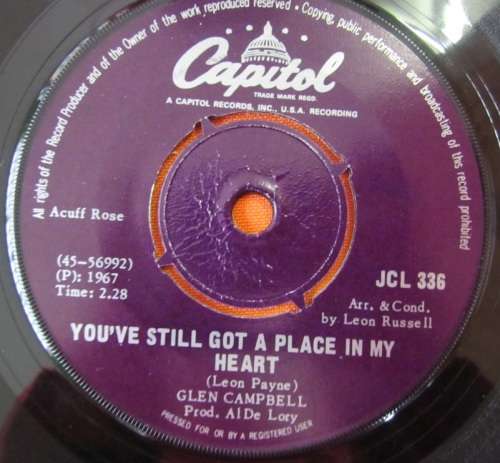 All rights of the Record Producer and of the Owner of the work reproduced reserved • Copying, public performance and broadcasting of this record prohibited
Capitol
TRADE MARK REGD.
A CAPITOL RECORDS, INC., U.S.A. RECORDING
Acuff Rose
(45-56992)
(P): 1967
Time: 2.28
JCL 336
Arr. & Cond.
by Leon Russell
YOU'VE STILL GOT A PLACE IN MY
HEART
(Leon Payne)
GLEN CAMPBELL
Prod. Al De Lory
PRESSED FOR OR BY A REGISTERED USER